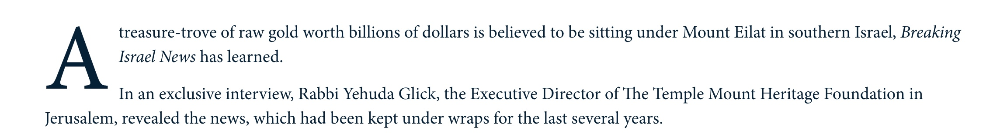 A treasure-trove of raw gold worth billions of dollars is believed to be sitting under Mount Eilat in southern Israel, Breaking
Israel News has learned.
In an exclusive interview, Rabbi Yehuda Glick, the Executive Director of The Temple Mount Heritage Foundation in
Jerusalem, revealed the news, which had been kept under wraps for the last several years.